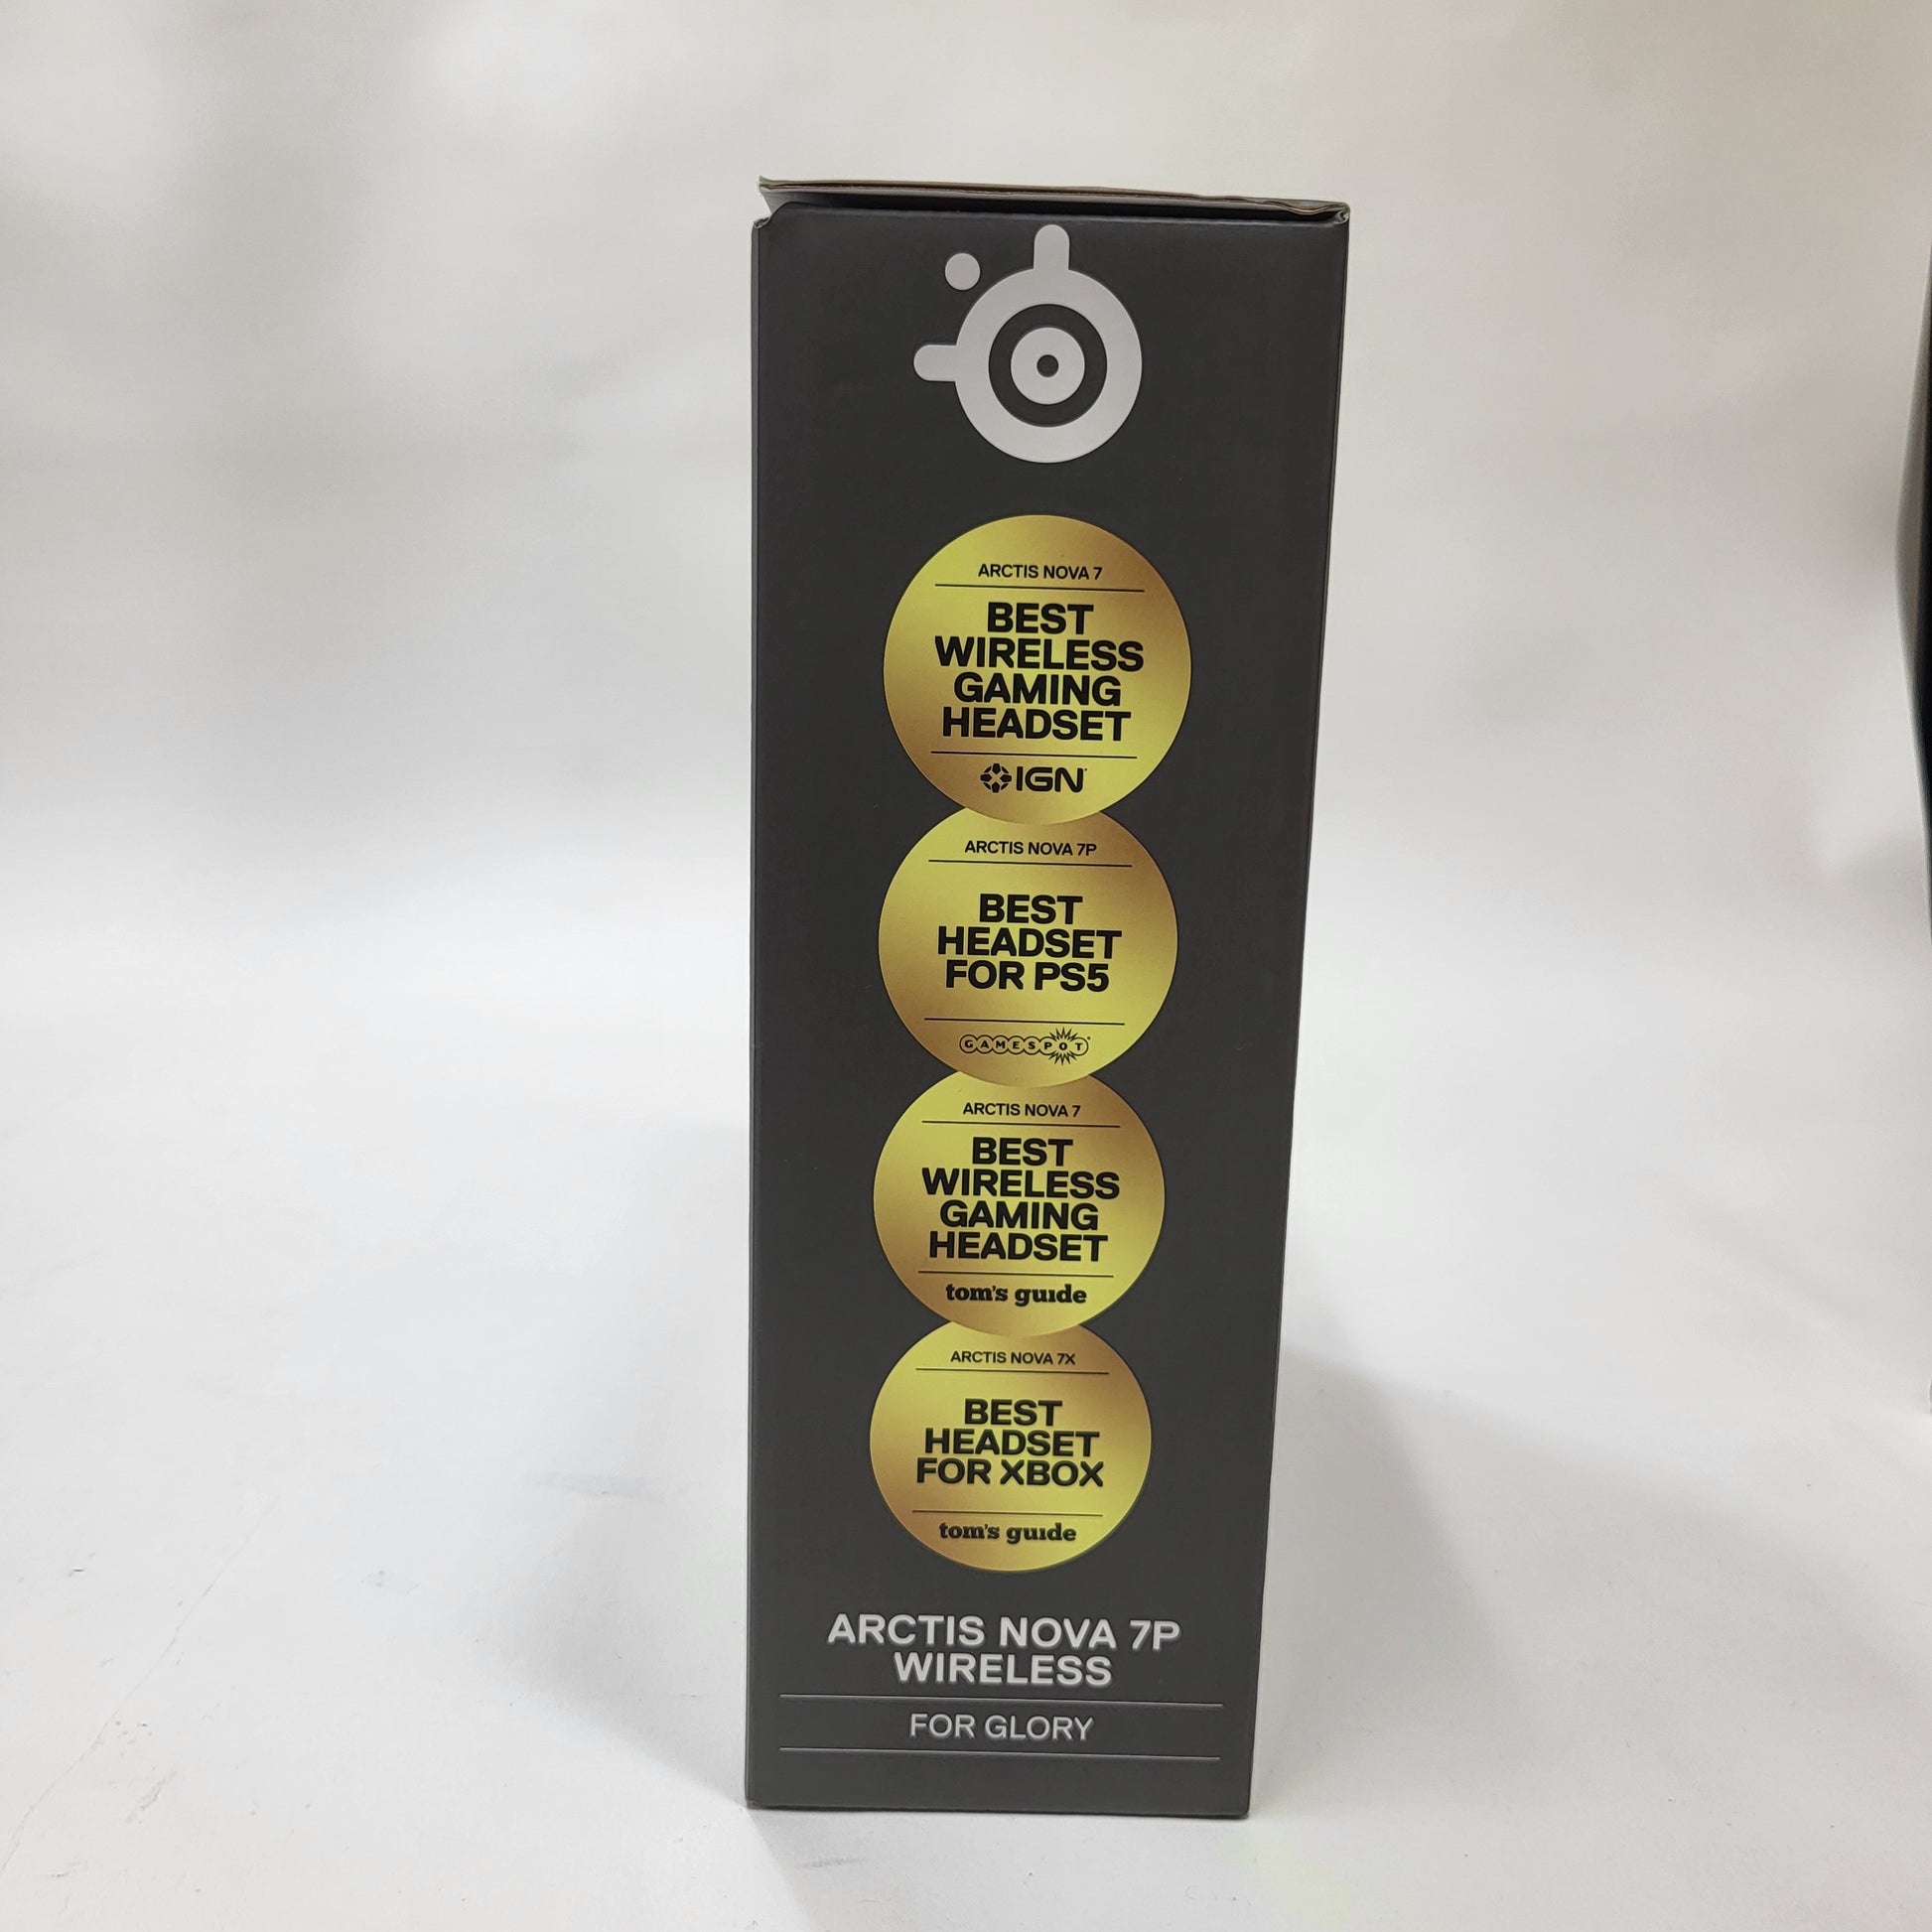 ARCTIS NOVA 7
BEST
WIRELESS
GAMING
HEADSET
IGN
ARCTIS NOVA 7P
BEST
HEADSET
FOR PS5
GAMESPOT
ARCTIS NOVA 7
BEST
WIRELESS
GAMING
HEADSET
tom's guide
ARCTIS NOVA 7X
BEST
HEADSET
FOR XBOX
tom's guide
ARCTIS NOVA 7P
WIRELESS
FOR GLORY